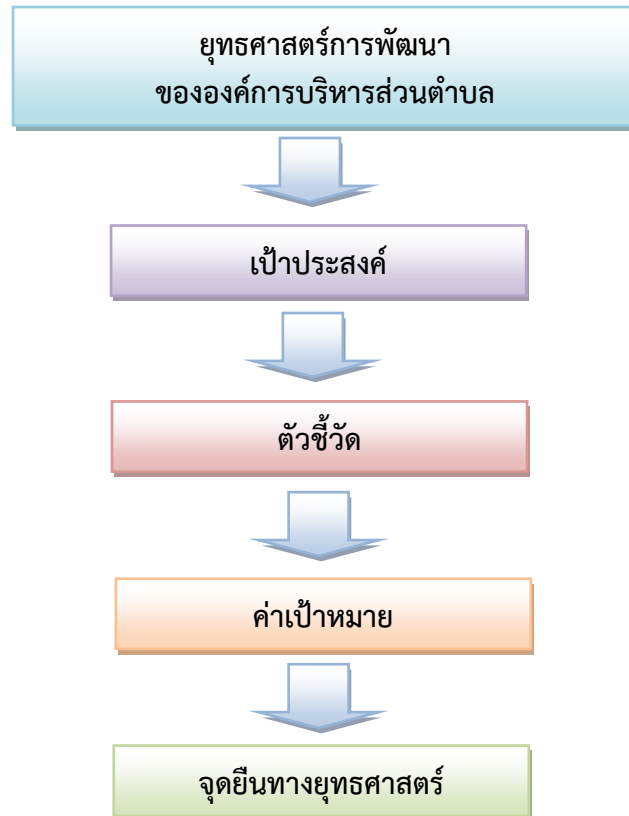 ยุทธศาสตร์การพัฒนา
ขององค์การบริหารส่วนตำบล
เป้าประสงค์
ตัวชี้วัด
ค่าเป้าหมาย
จุดยืนทางยุทธศาสตร์